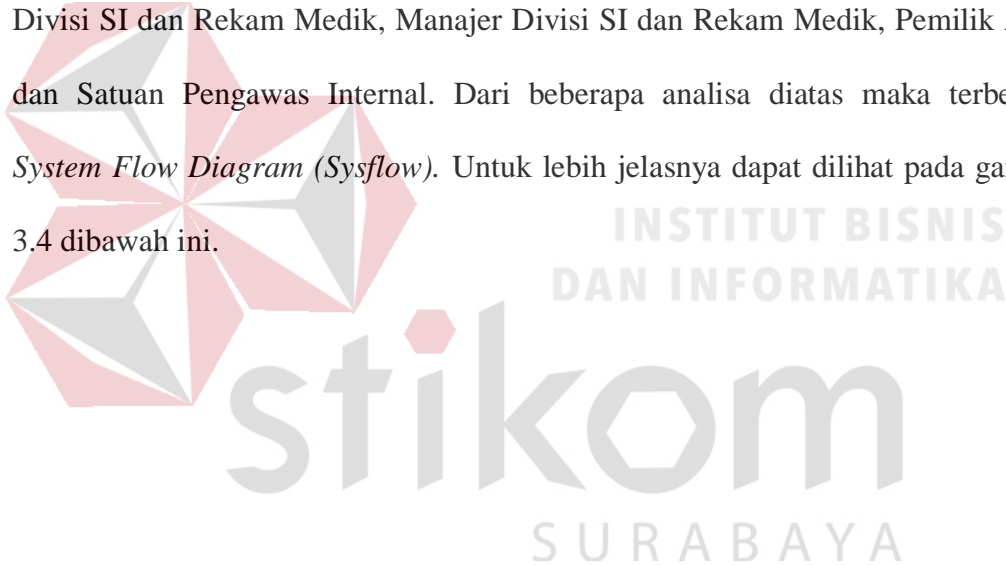 Divisi SI dan Rekam Medik, Manajer Divisi SI dan Rekam Medik, Pemilik
dan Satuan Pengawas Internal. Dari beberapa analisa diatas maka
System Flow Diagram (Sysflow). Untuk lebih jelasnya dapat dilihat pada
3.4 dibawah ini.
INSTITUT BISNIS
DAN INFORMATIKA
stikom
SURABAYA